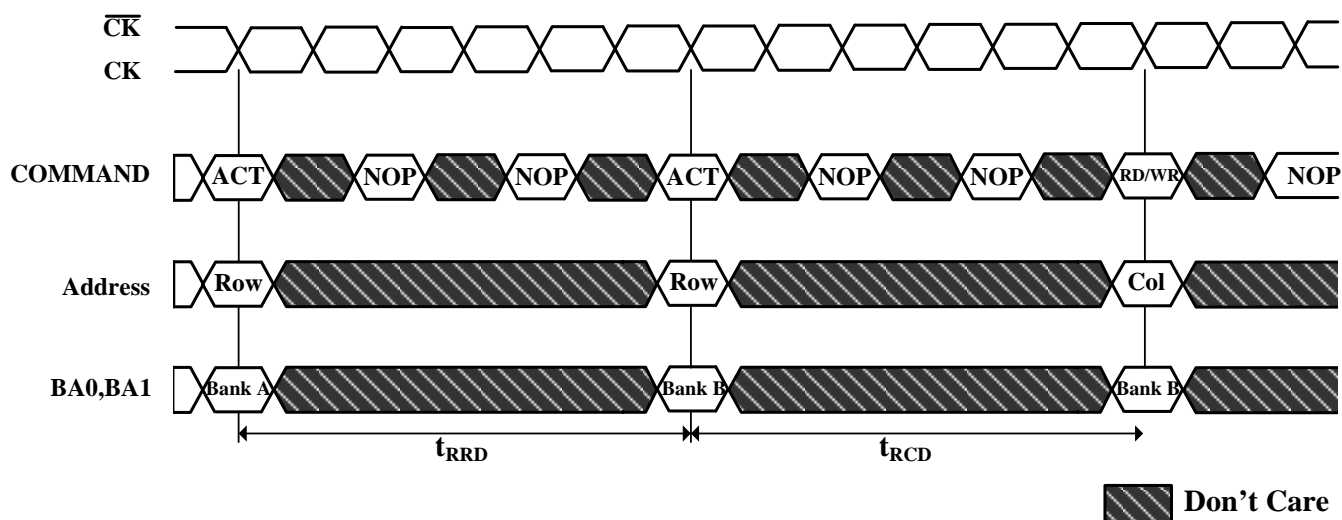 C̅K̅
CK
COMMAND ACT NOP NOP ACT NOP NOP RD/WR NOP
Address Row Row Col
BA0,BA1 Bank A Bank B Bank B
tRRD tRCD
Don't Care